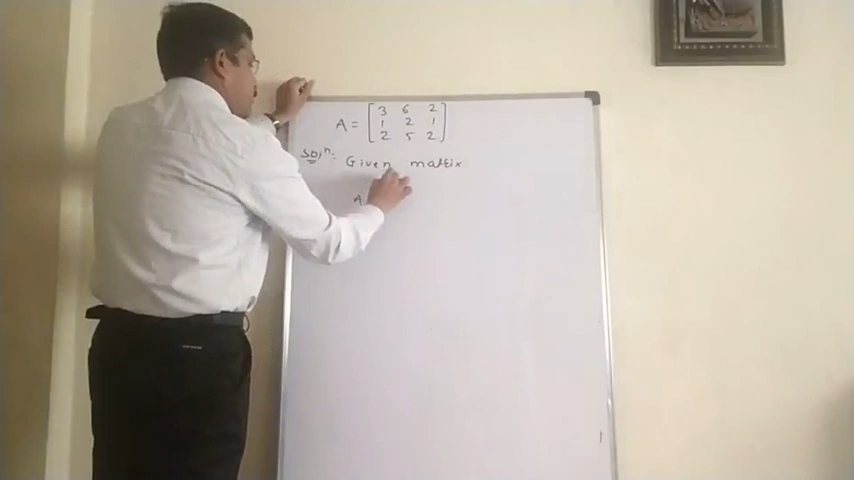 A = [ 3 6 2
1 2 1
2 5 2 ]
Solⁿ: Given matrix
A